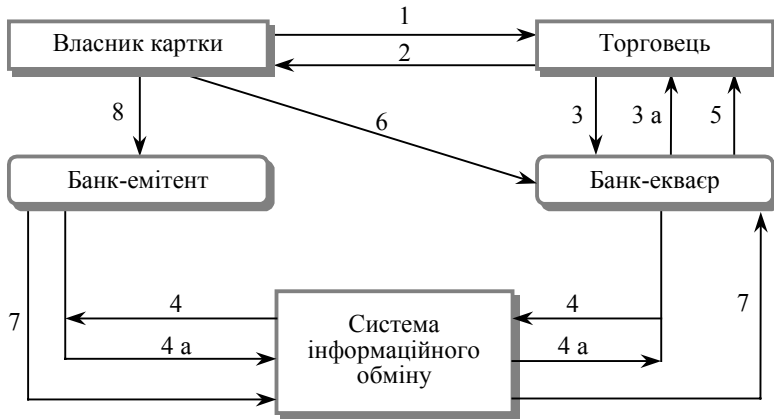 1
Власник картки
Торговець
2
8
6
3
3 а
5
Банк-емітент
Банк-екваєр
7
4
4
7
4 а
Система
інформаційного
обміну
4 а